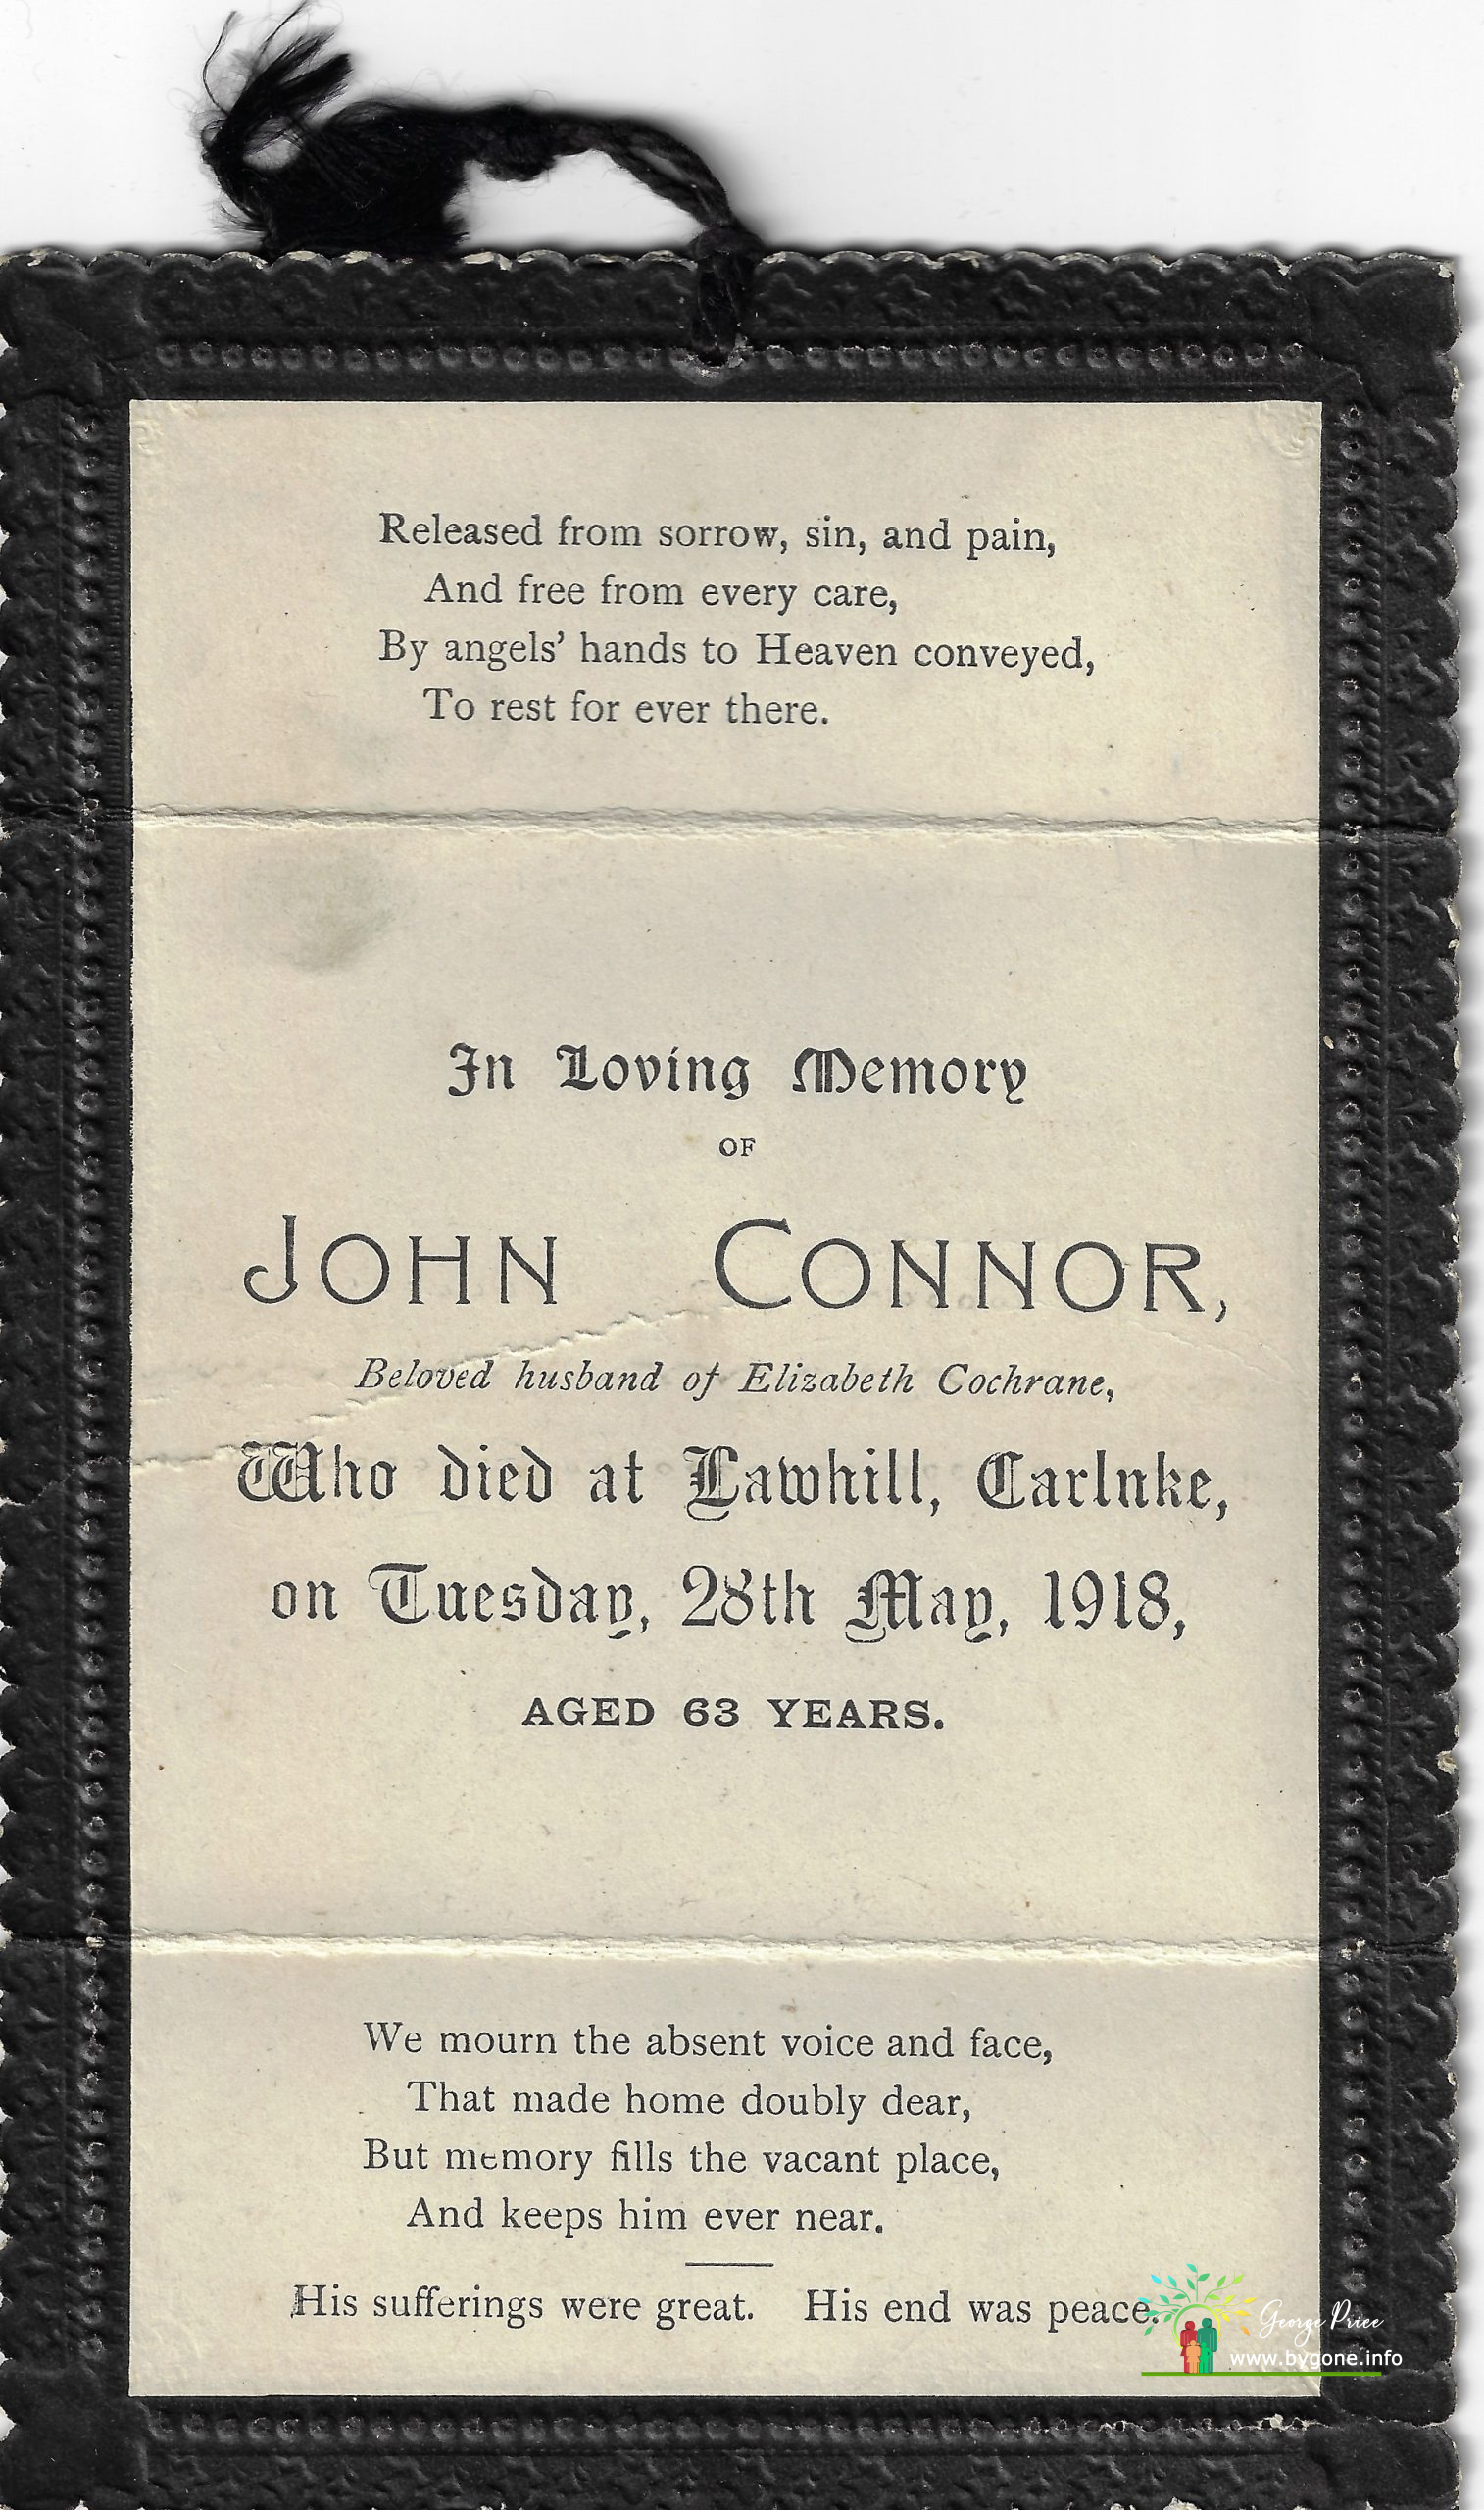 Released from sorrow, sin, and pain,
And free from every care,
By angels' hands to Heaven conveyed,
To rest for ever there.
In Loving Memory
OF
JOHN CONNOR,
Beloved husband of Elizabeth Cochrane,
Who died at Lawhill, Carluke,
on Tuesday, 28th May, 1918,
AGED 63 YEARS.
We mourn the absent voice and face,
That made home doubly dear,
But memory fills the vacant place,
And keeps him ever near.
His sufferings were great. His end was peace.
George Price
www.bygone.info